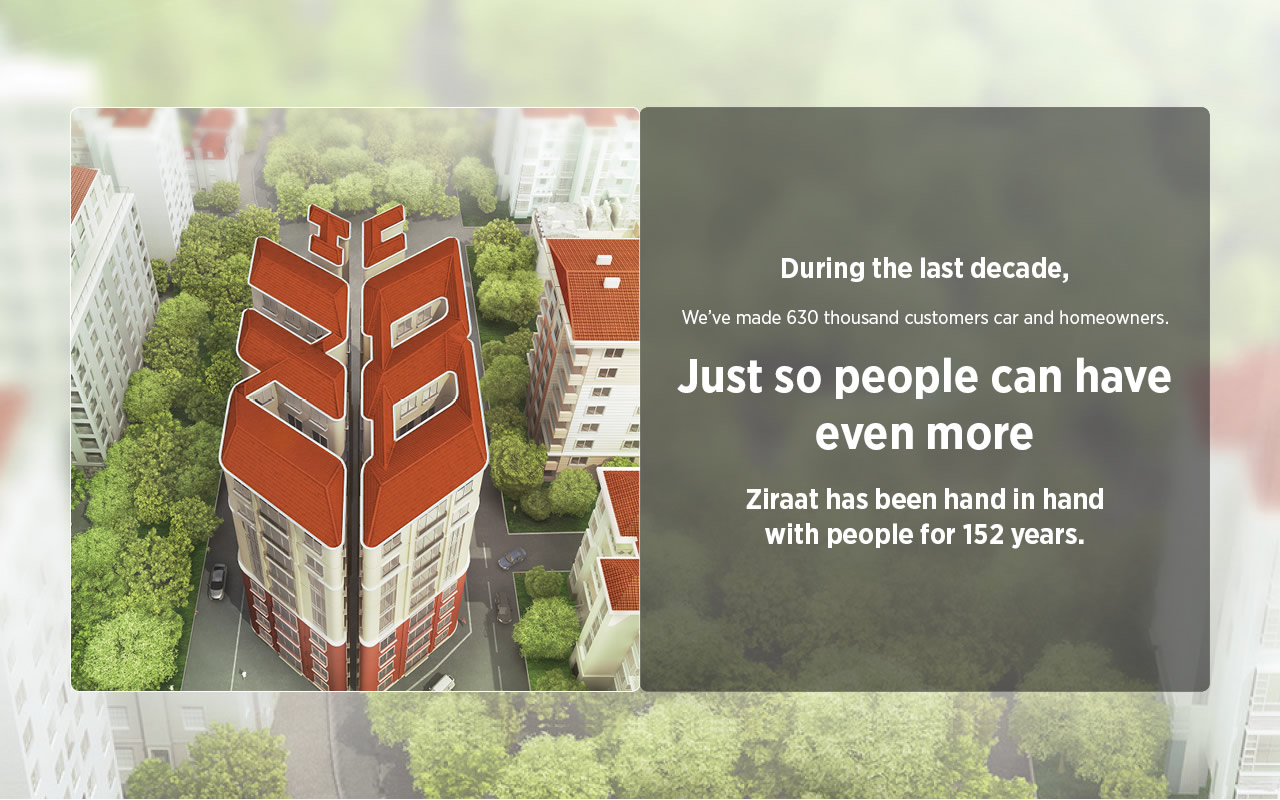 During the last decade,
We’ve made 630 thousand customers car and homeowners.
Just so people can have
even more
Ziraat has been hand in hand
with people for 152 years.